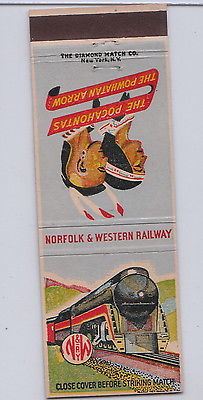 THE DIAMOND MATCH CO.
New York, N.Y.
THE POCAHONTAS
THE POWHATAN ARROW
NORFOLK & WESTERN RAILWAY
N&W
CLOSE COVER BEFORE STRIKING MATCH